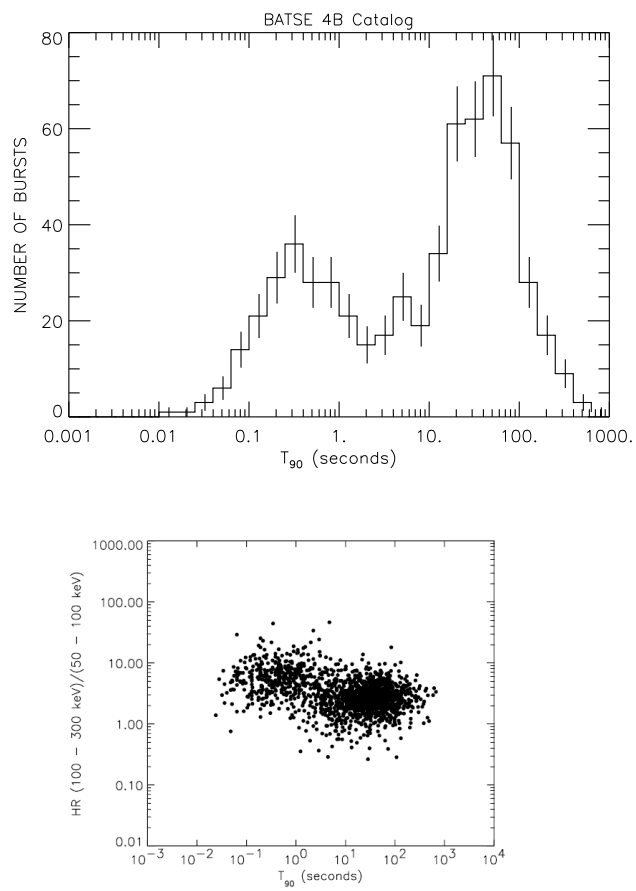 BATSE 4B Catalog
80
60
40
20
0
NUMBER OF BURSTS
0.001 0.01 0.1 1. 10. 100. 1000.
T₉₀ (seconds)
1000.00
100.00
10.00
1.00
0.10
0.01
HR (100 – 300 keV)/(50 – 100 keV)
10⁻³ 10⁻² 10⁻¹ 10⁰ 10¹ 10² 10³ 10⁴
T₉₀ (seconds)